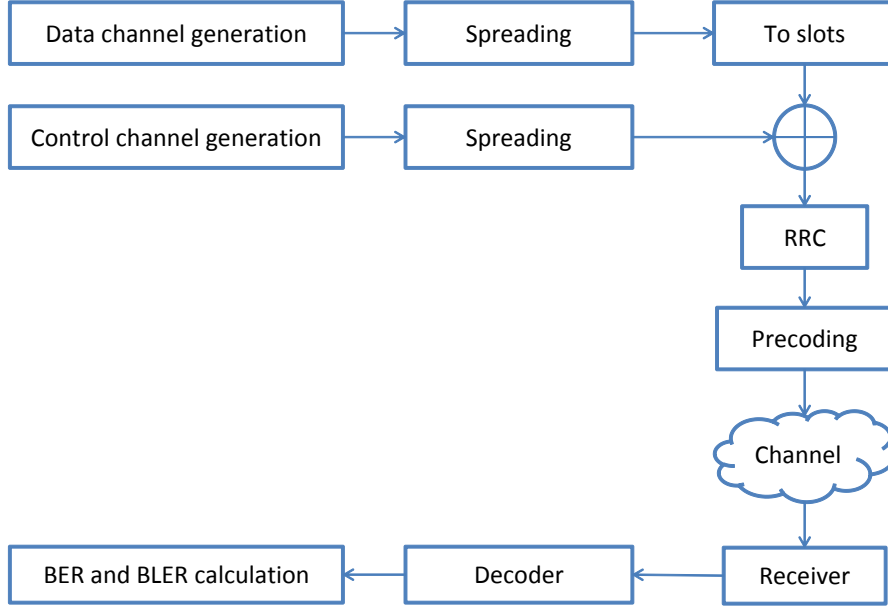 Data channel generation
Spreading
To slots
Control channel generation
Spreading
RRC
Precoding
Channel
BER and BLER calculation
Decoder
Receiver